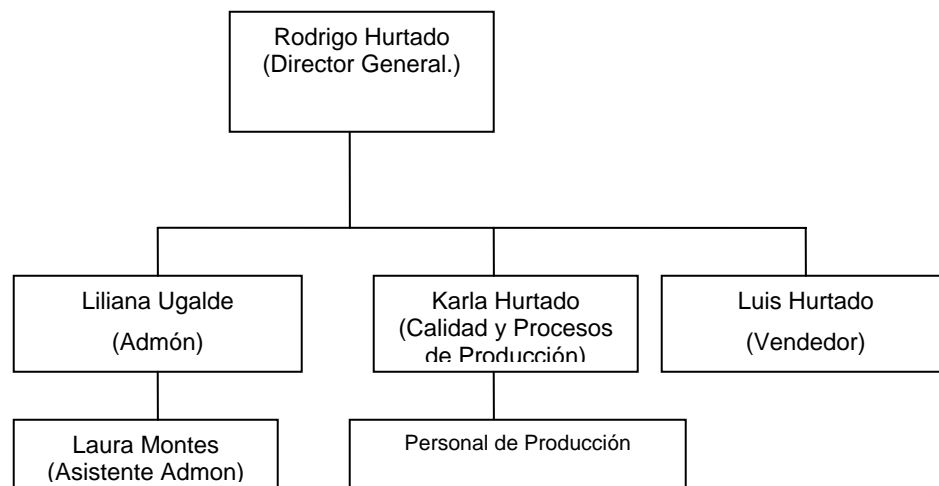 Rodrigo Hurtado
(Director General.)
Liliana Ugalde
(Admón)
Karla Hurtado
(Calidad y Procesos
de Producción)
Luis Hurtado
(Vendedor)
Laura Montes
(Asistente Admon)
Personal de Producción